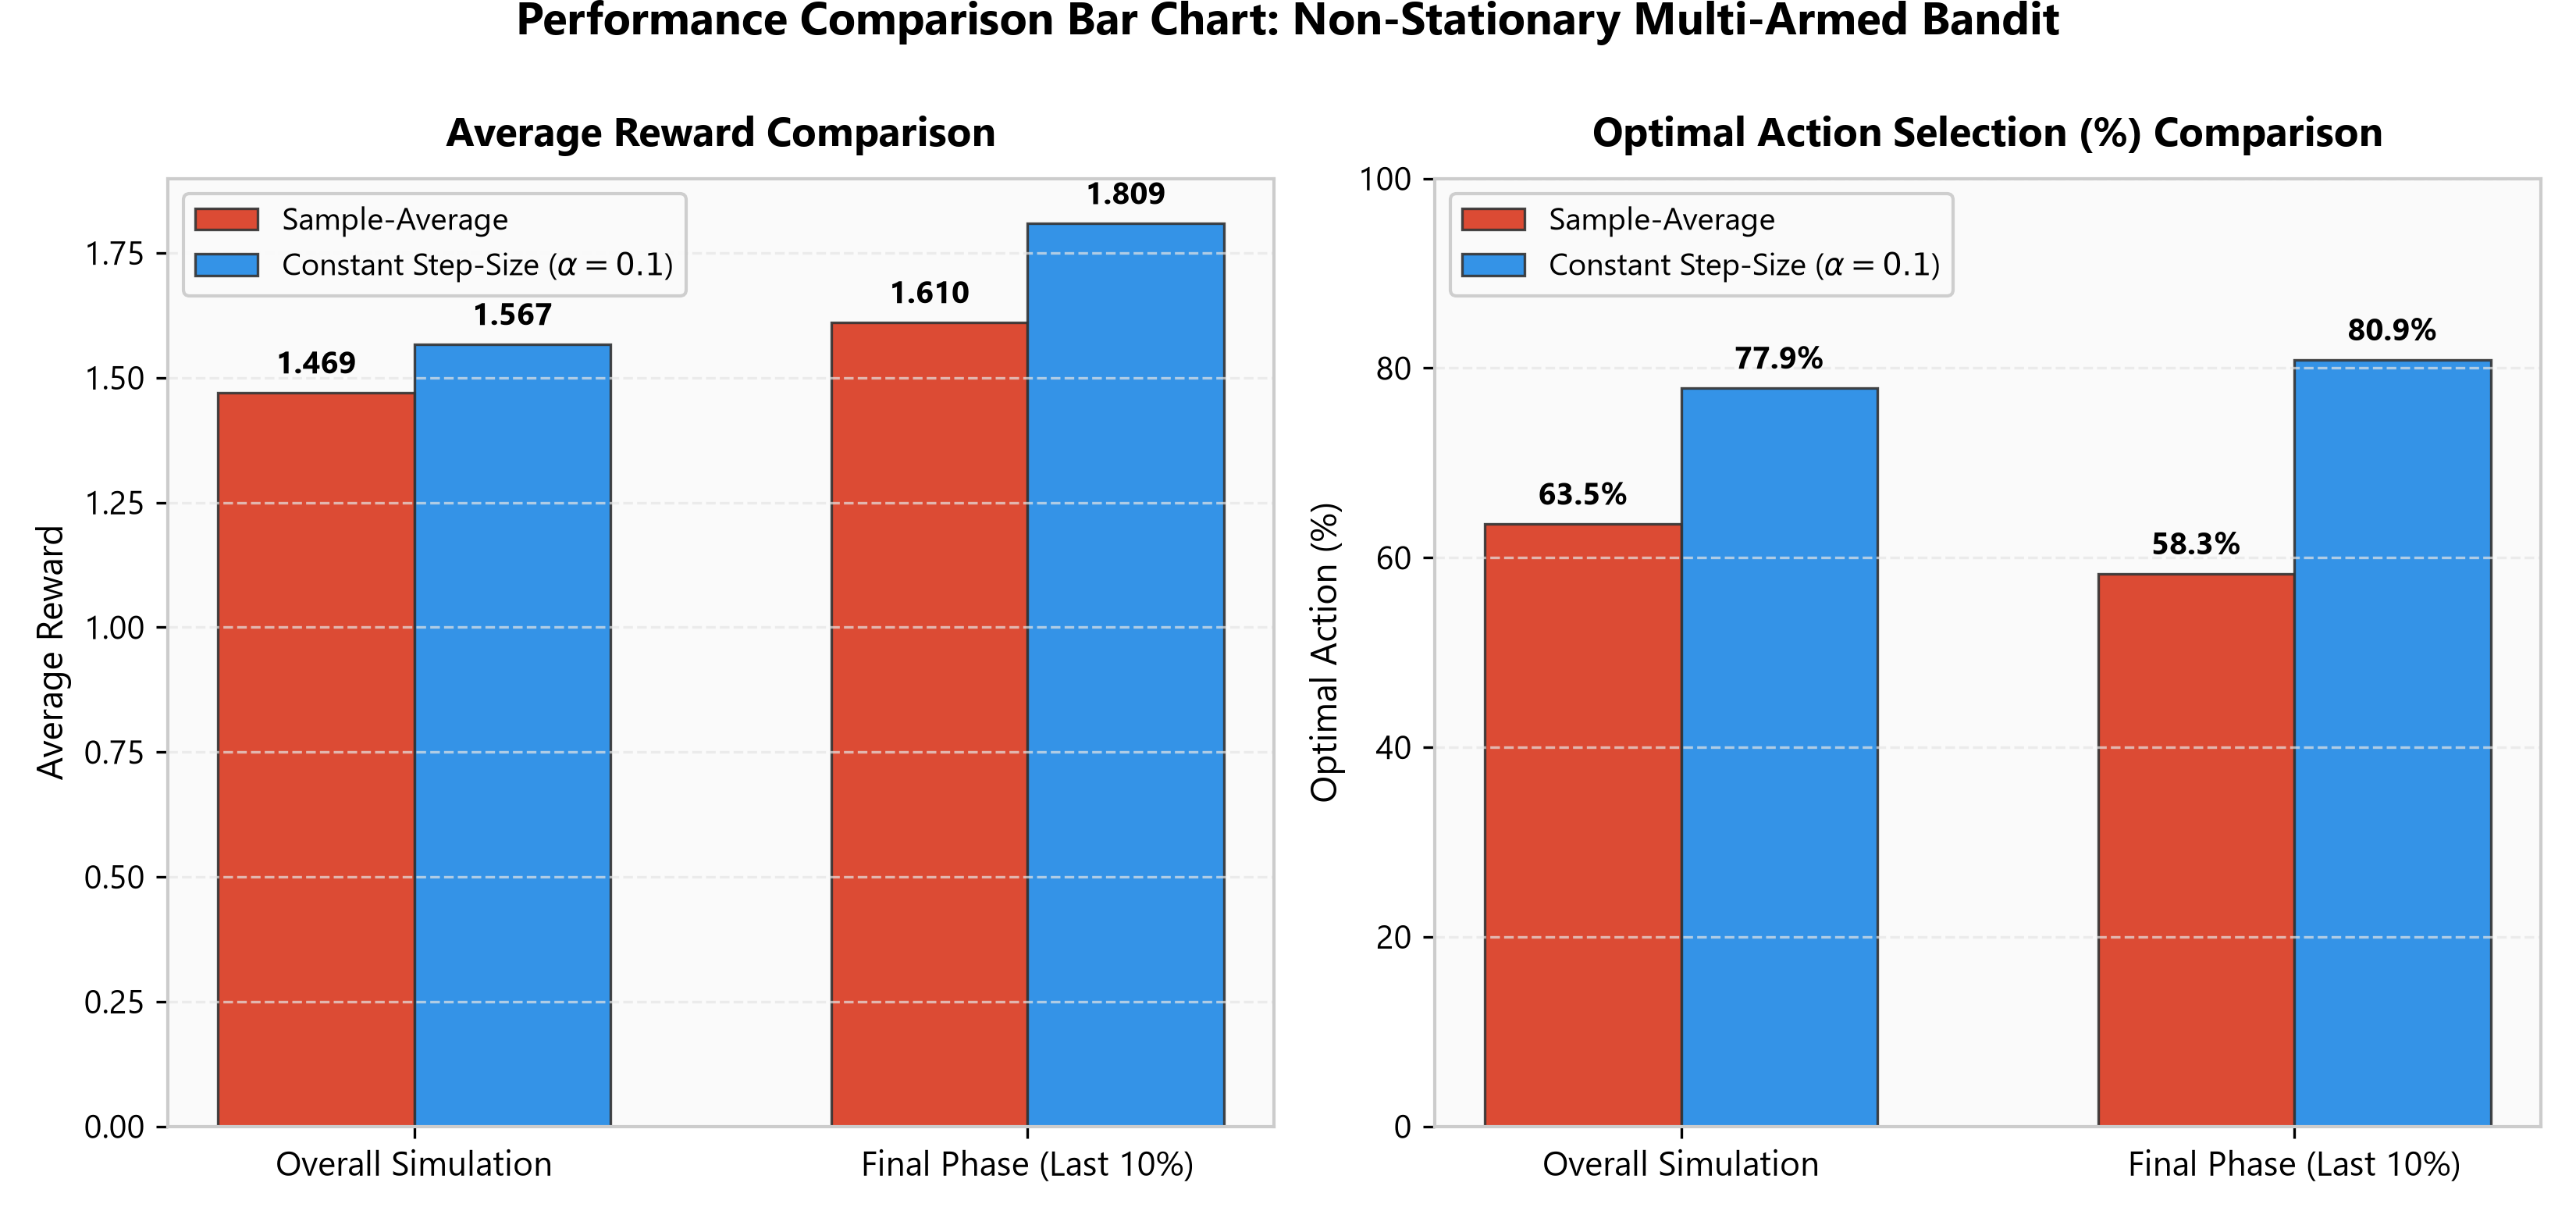 Performance Comparison Bar Chart: Non-Stationary Multi-Armed Bandit
Average Reward Comparison
Sample-Average
Constant Step-Size (α = 0.1)
1.469
1.567
1.610
1.809
1.75
1.50
1.25
1.00
0.75
0.50
0.25
0.00
Average Reward
Overall Simulation
Final Phase (Last 10%)
Optimal Action Selection (%) Comparison
Sample-Average
Constant Step-Size (α = 0.1)
63.5%
77.9%
58.3%
80.9%
100
80
60
40
20
0
Optimal Action (%)
Overall Simulation
Final Phase (Last 10%)